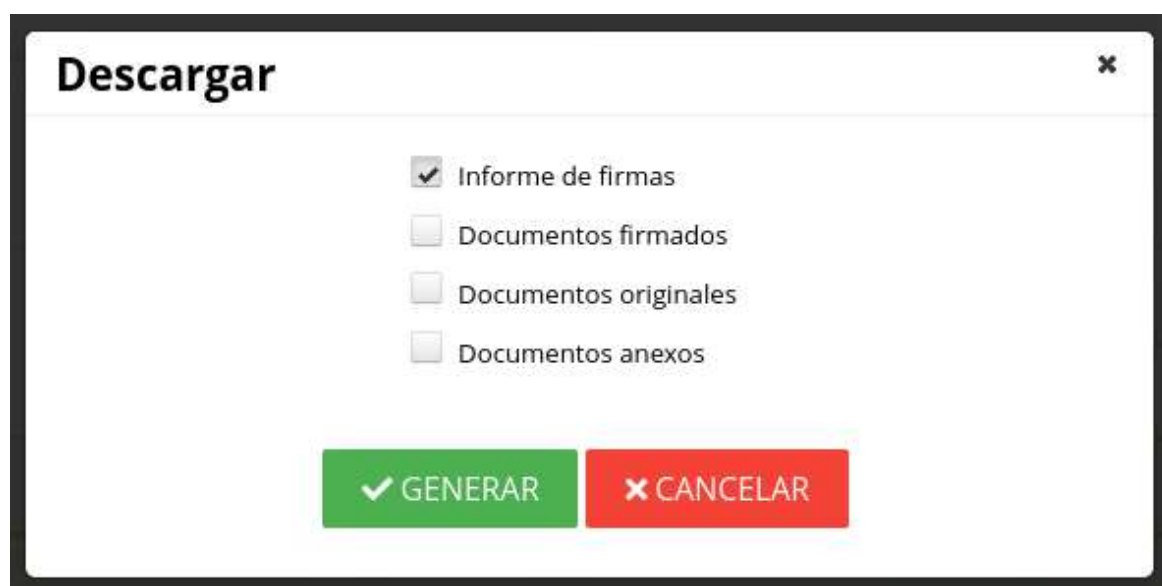 Descargar
Informe de firmas
Documentos firmados
Documentos originales
Documentos anexos
GENERAR CANCELAR